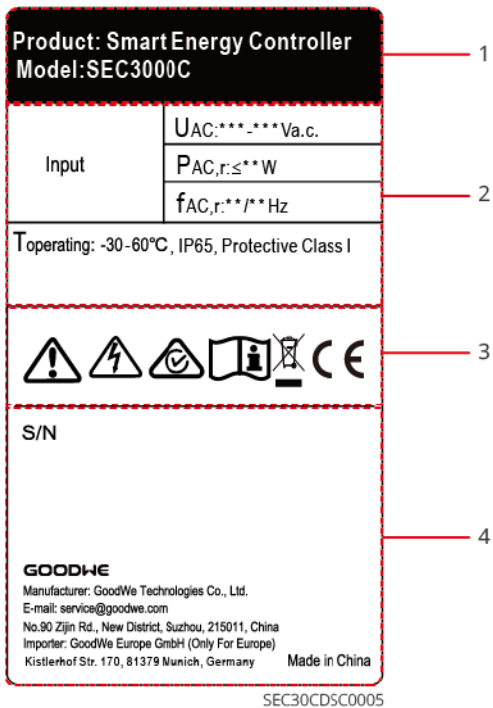 Product: Smart Energy Controller
Model:SEC3000C
1
Input
UAC:***-***Va.c.
PAC,r:≤**W
fAC,r:**/**Hz
2
Toperating: -30-60℃, IP65, Protective Class I
3
CE
S/N
4
GOODWE
Manufacturer: GoodWe Technologies Co., Ltd.
E-mail: service@goodwe.com
No.90 Zijin Rd., New District, Suzhou, 215011, China
Importer: GoodWe Europe GmbH (Only For Europe)
Kistlerhof Str. 170, 81379 Munich, Germany
Made in China
SEC30CDSC0005